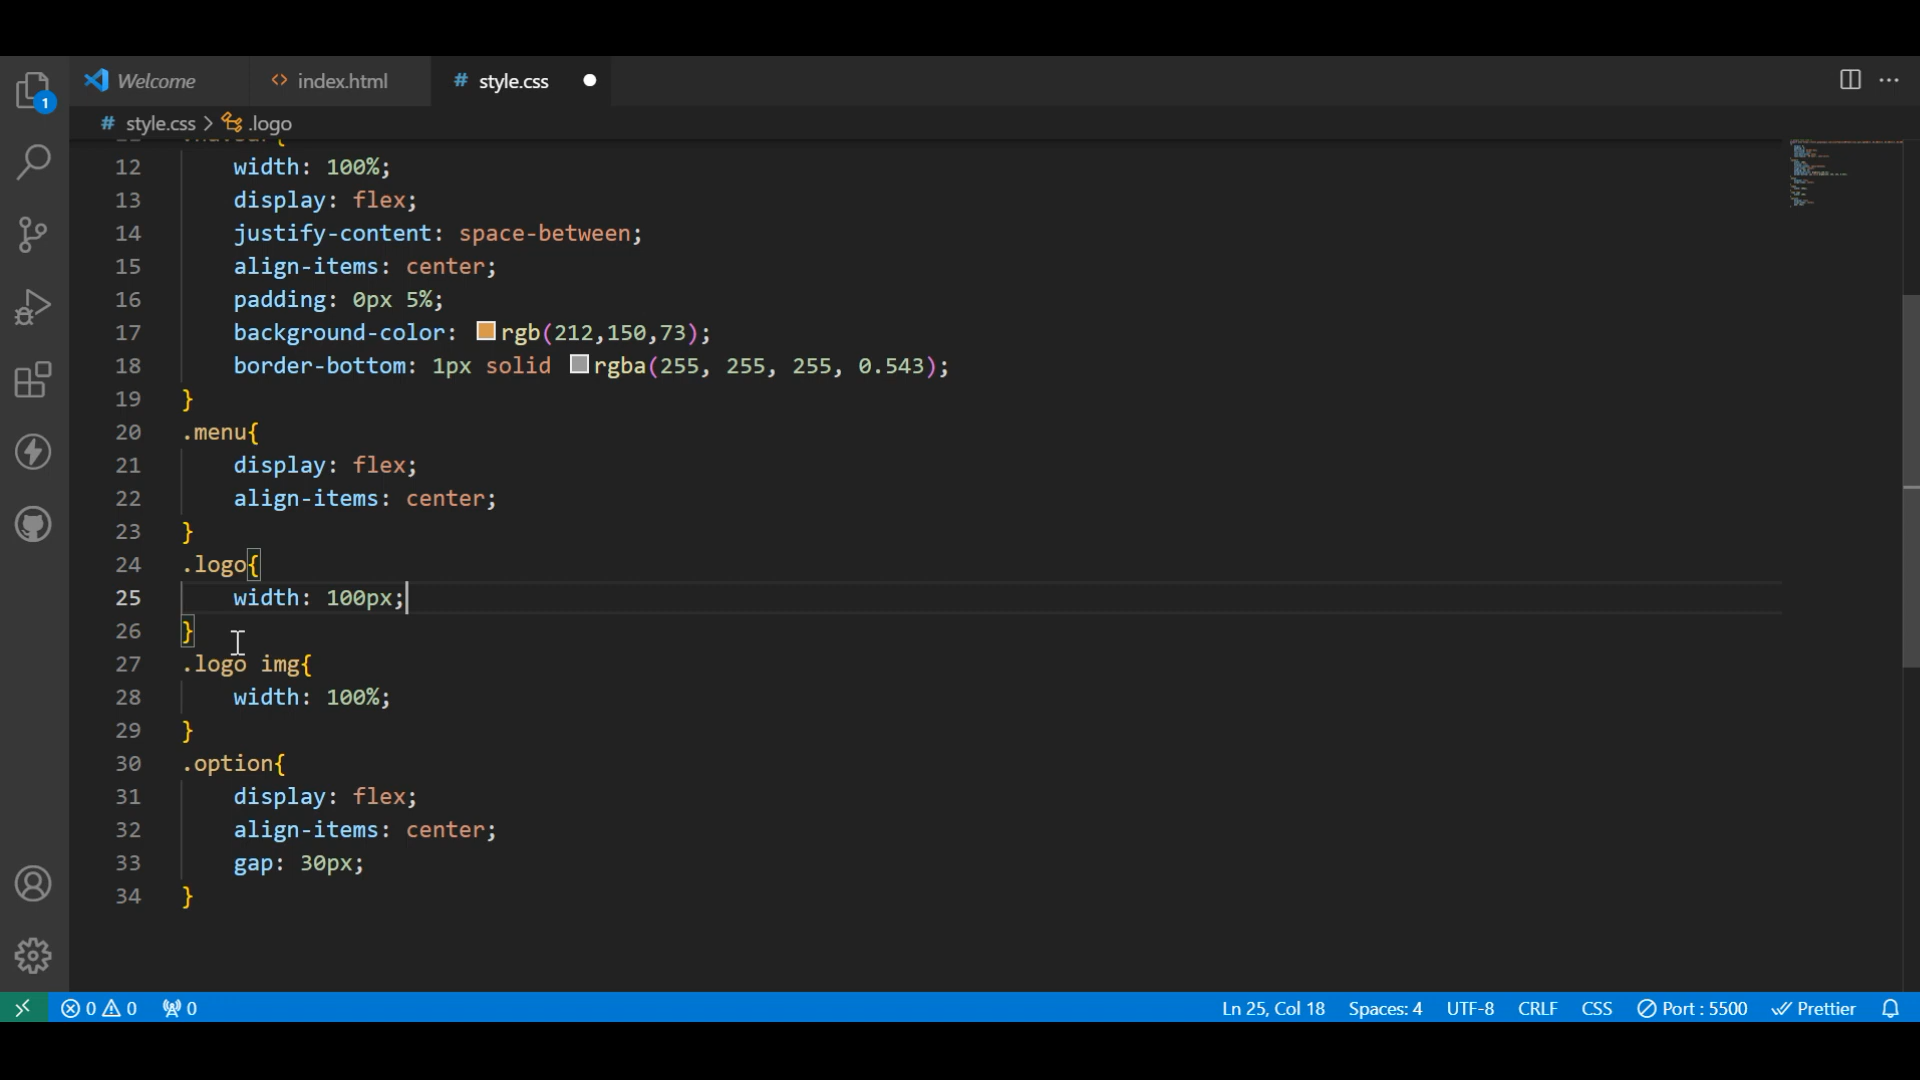 1
Welcome
<> index.html
# style.css
# style.css > .logo
12 width: 100%;
13 display: flex;
14 justify-content: space-between;
15 align-items: center;
16 padding: 0px 5%;
17 background-color: rgb(212,150,73);
18 border-bottom: 1px solid rgba(255, 255, 255, 0.543);
19 }
20 .menu{
21 display: flex;
22 align-items: center;
23 }
24 .logo{
25 width: 100px;
26 }
27 .logo img{
28 width: 100%;
29 }
30 .option{
31 display: flex;
32 align-items: center;
33 gap: 30px;
34 }
0 0 0 Ln 25, Col 18 Spaces: 4 UTF-8 CRLF CSS Port : 5500 Prettier